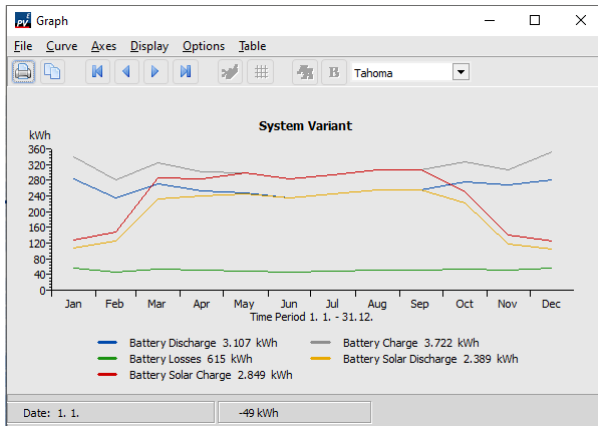 PV E Graph
File Curve Axes Display Options Table
B Tahoma
System Variant
kWh
360
320
280
240
200
160
120
80
40
0
Jan Feb Mar Apr May Jun Jul Aug Sep Oct Nov Dec
Time Period 1. 1. - 31.12.
Battery Discharge 3.107 kWh Battery Charge 3.722 kWh
Battery Losses 615 kWh Battery Solar Discharge 2.389 kWh
Battery Solar Charge 2.849 kWh
Date: 1. 1. -49 kWh